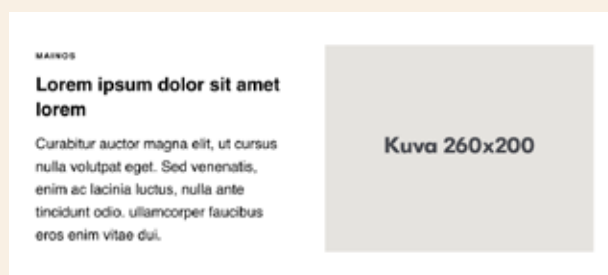 MAINOS
Lorem ipsum dolor sit amet
lorem
Curabitur auctor magna elit, ut cursus
nulla volutpat eget. Sed venenatis,
enim ac lacinia luctus, nulla ante
tincidunt odio. ullamcorper faucibus
eros enim vitae dui.
Kuva 260x200